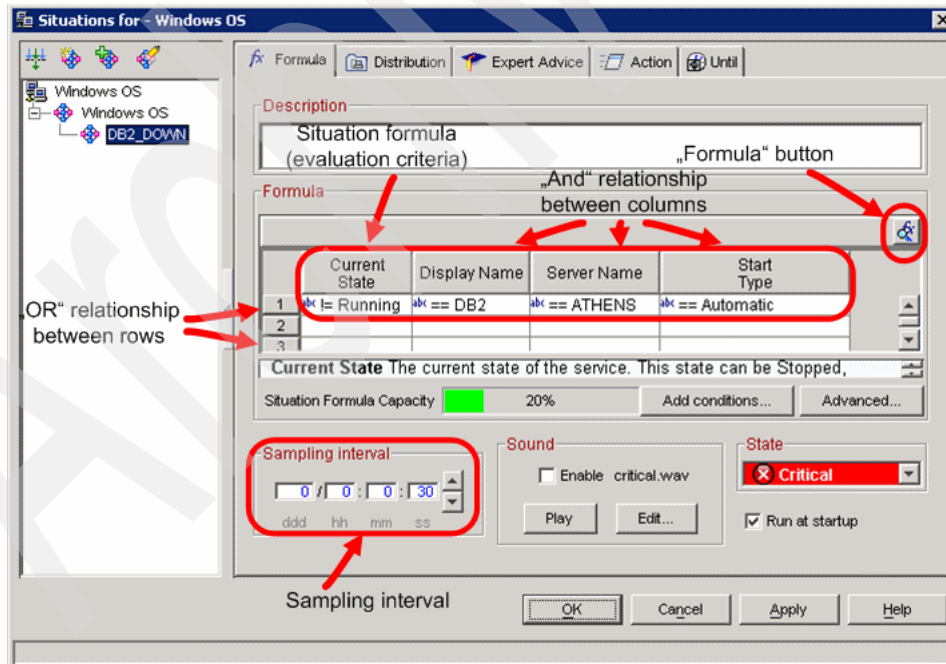 Situations for - Windows OS
Formula Distribution Expert Advice Action Until
Windows OS
Windows OS
DB2_DOWN
Description
Situation formula
(evaluation criteria)
„Formula“ button
„And“ relationship
between columns
Formula
Current State Display Name Server Name Start Type
1 != Running == DB2 == ATHENS == Automatic
2
3
„OR“ relationship
between rows
Current State The current state of the service. This state can be Stopped,
Situation Formula Capacity 20% Add conditions... Advanced...
Sampling interval
0 / 0 : 0 : 30
ddd hh mm ss
Sound
Enable critical.wav
Play Edit...
State
Critical
Run at startup
Sampling interval
OK Cancel Apply Help